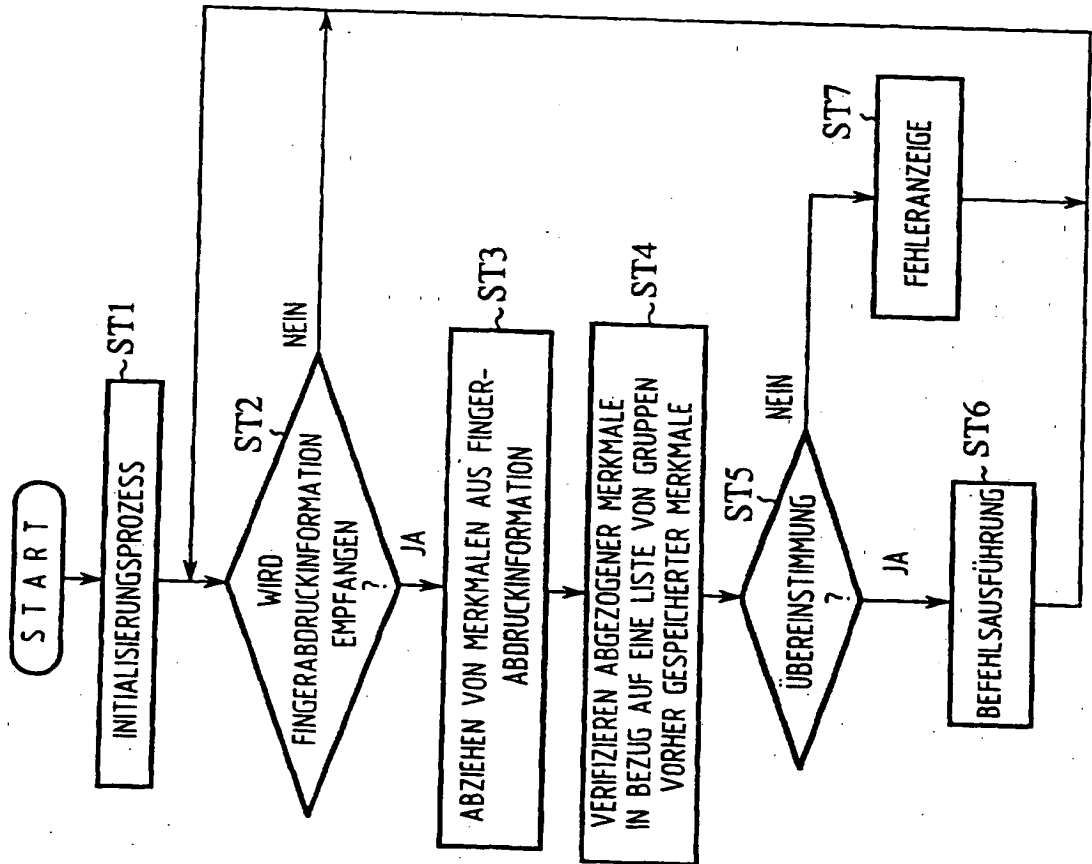 START
INITIALISIERUNGSPROZESS
ST1
ST2
WIRD
FINGERABDRUCKINFORMATION
EMPFANGEN
?
NEIN
JA
ST3
ABZIEHEN VON MERKMALEN AUS FINGER-
ABDRUCKINFORMATION
ST4
VERIFIZIEREN ABGEZOGENER MERKMALE
IN BEZUG AUF EINE LISTE VON GRUPPEN
VORHER GESPEICHERTER MERKMALE
ST5
ÜBEREINSTIMMUNG
?
NEIN
JA
ST7
FEHLERANZEIGE
ST6
BEFEHLSAUSFÜHRUNG